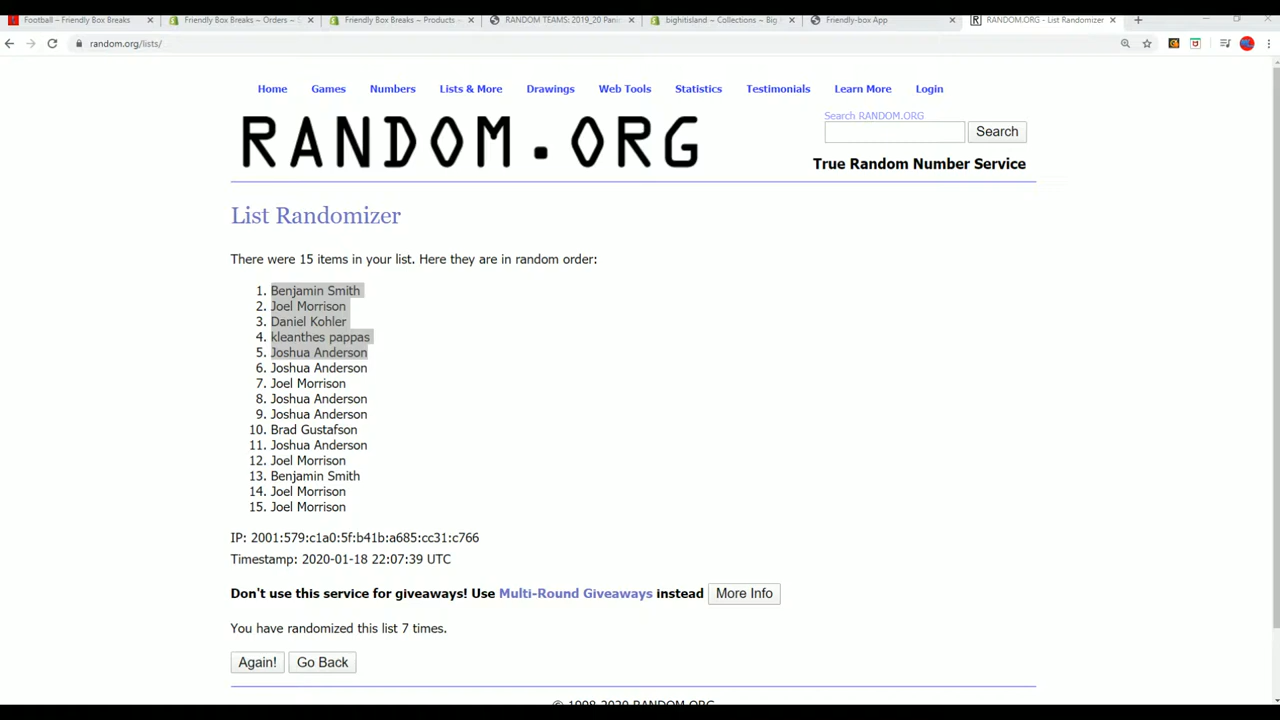 Football – Friendly Box Breaks
Friendly Box Breaks ~ Orders ~ S
Friendly Box Breaks ~ Products ~
RANDOM TEAMS: 2019_20 Pani
bighitisland ~ Collections ~ Big
Friendly-box App
RANDOM.ORG - List Randomizer
random.org/lists/
Home Games Numbers Lists & More Drawings Web Tools Statistics Testimonials Learn More Login
Search RANDOM.ORG
RANDOM.ORG
Search
True Random Number Service
List Randomizer
There were 15 items in your list. Here they are in random order:
1. Benjamin Smith
2. Joel Morrison
3. Daniel Kohler
4. kleanthes pappas
5. Joshua Anderson
6. Joshua Anderson
7. Joel Morrison
8. Joshua Anderson
9. Joshua Anderson
10. Brad Gustafson
11. Joshua Anderson
12. Joel Morrison
13. Benjamin Smith
14. Joel Morrison
15. Joel Morrison
IP: 2001:579:c1a0:5f:b41b:a685:cc31:c766
Timestamp: 2020-01-18 22:07:39 UTC
Don't use this service for giveaways! Use Multi-Round Giveaways instead More Info
You have randomized this list 7 times.
Again! Go Back
© 1998-2020 RANDOM.ORG